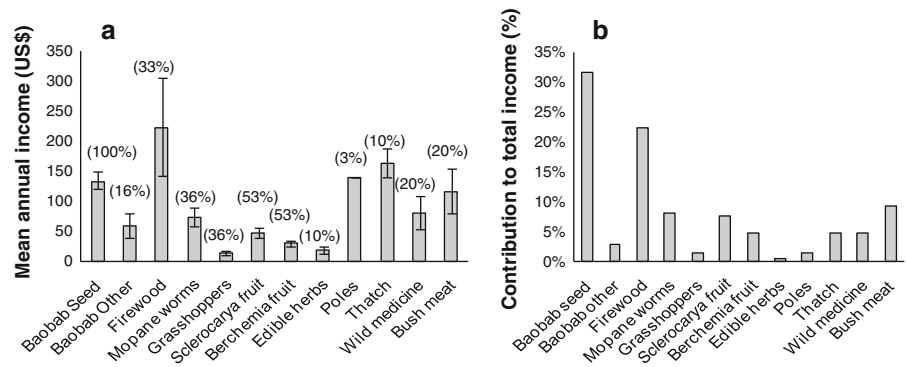 a
Mean annual income (US$)
350
300
250
200
150
100
50
0
(100%)
(16%)
(33%)
(36%)
(36%)
(53%)
(53%)
(10%)
(3%)
(10%)
(20%)
(20%)
Baobab Seed
Baobab Other
Firewood
Mopane worms
Grasshoppers
Sclerocarya fruit
Berchemia fruit
Edible herbs
Poles
Thatch
Wild medicine
Bush meat
b
Contribution to total income (%)
35%
30%
25%
20%
15%
10%
5%
0%
Baobab seed
Baobab other
Firewood
Mopane worms
Grasshoppers
Sclerocarya fruit
Berchemia fruit
Edible herbs
Poles
Thatch
Wild medicine
Bush meat